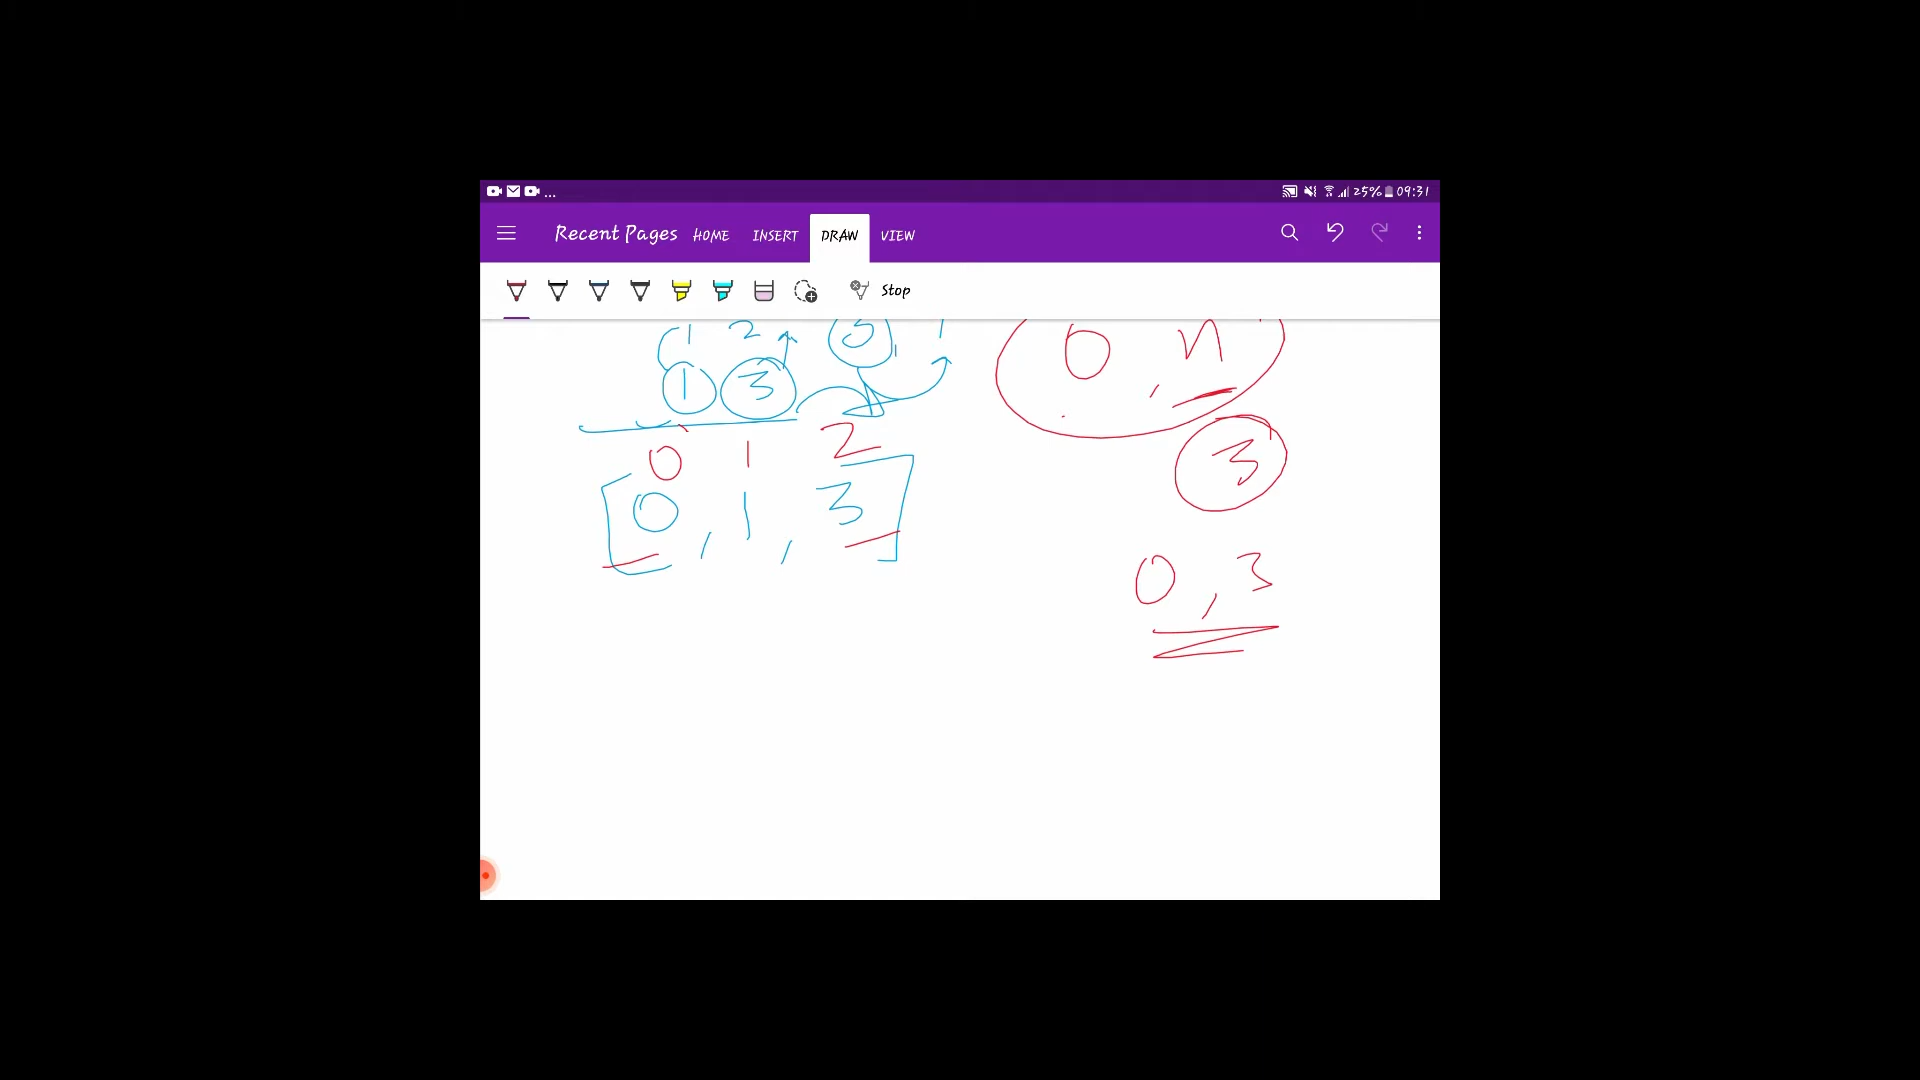 ... 25% 09:31
Recent Pages HOME INSERT DRAW VIEW
Stop
1 2 3 1
0, n
1 3
0 1 2
3
[0, 1, 3]
0, 3